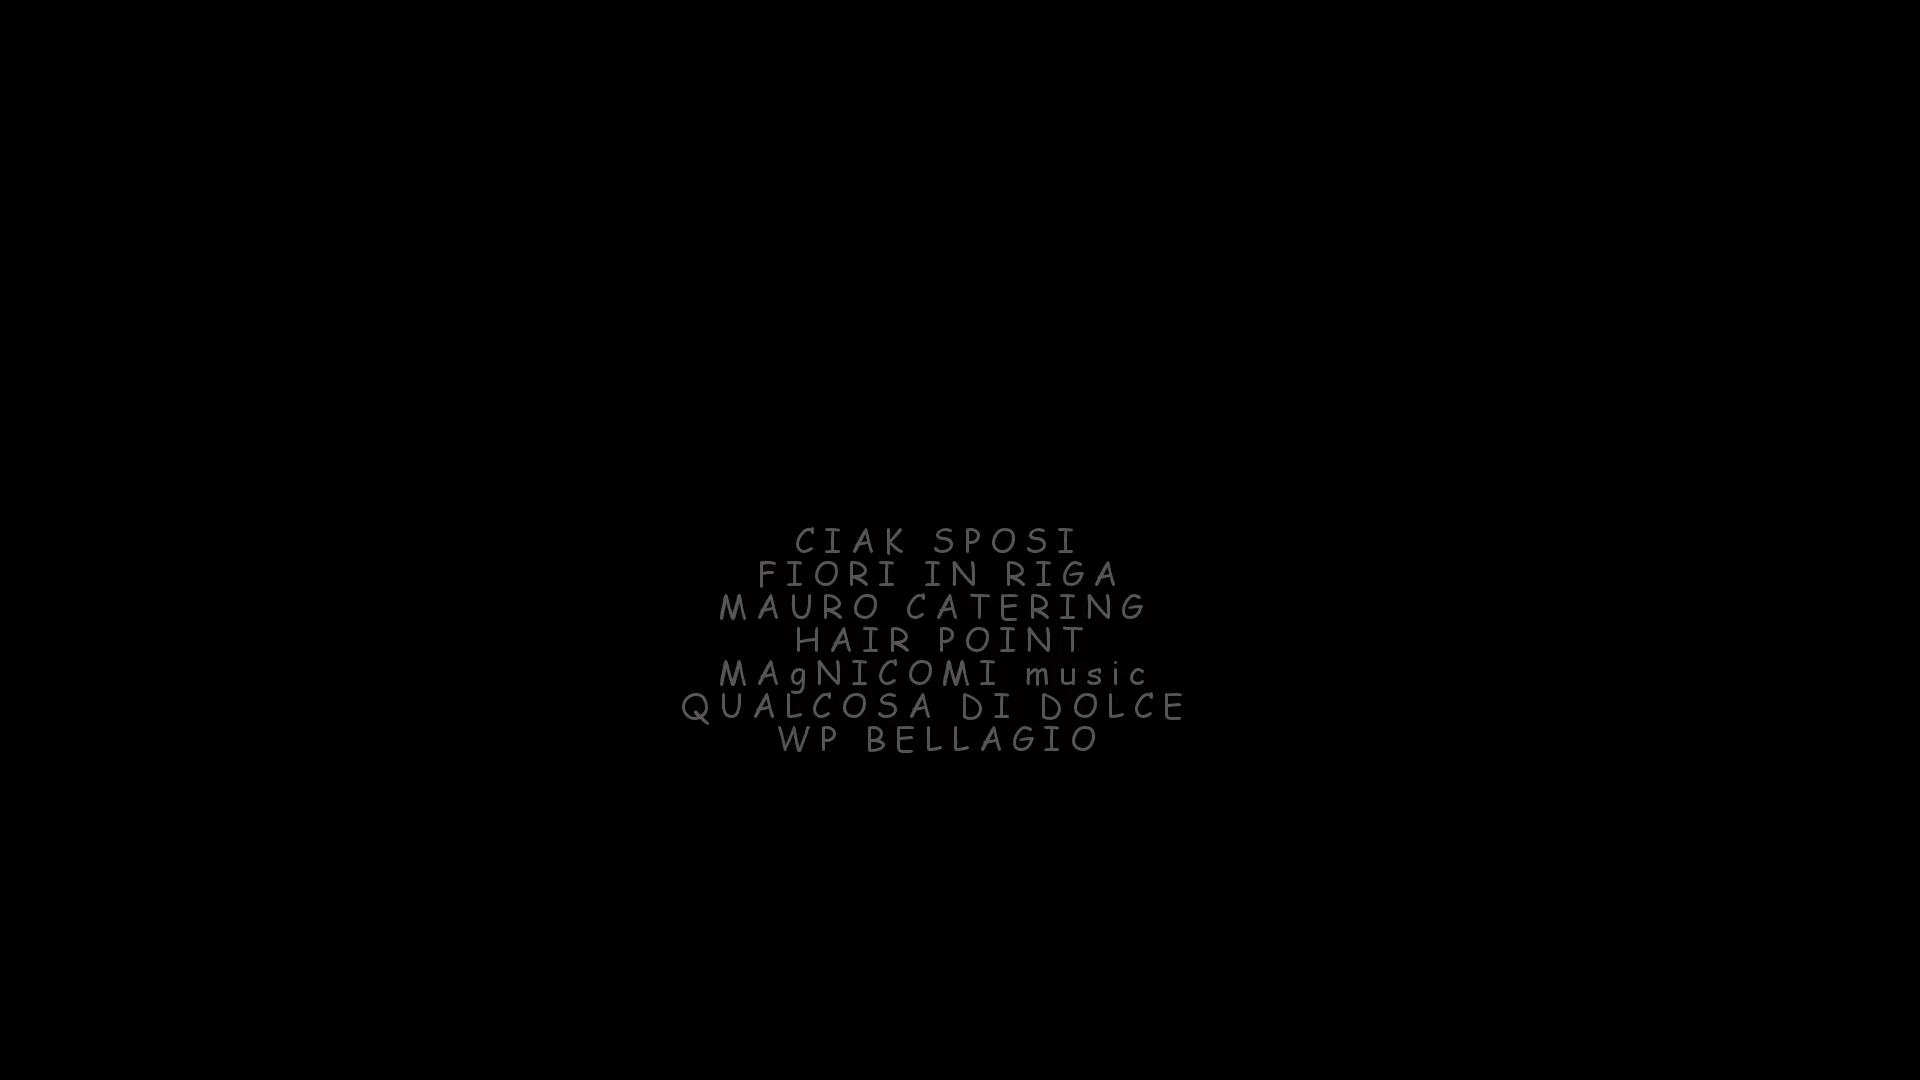 CIAK SPOSI
FIORI IN RIGA
MAURO CATERING
HAIR POINT
MAgNICOMI music
QUALCOSA DI DOLCE
WP BELLAGIO